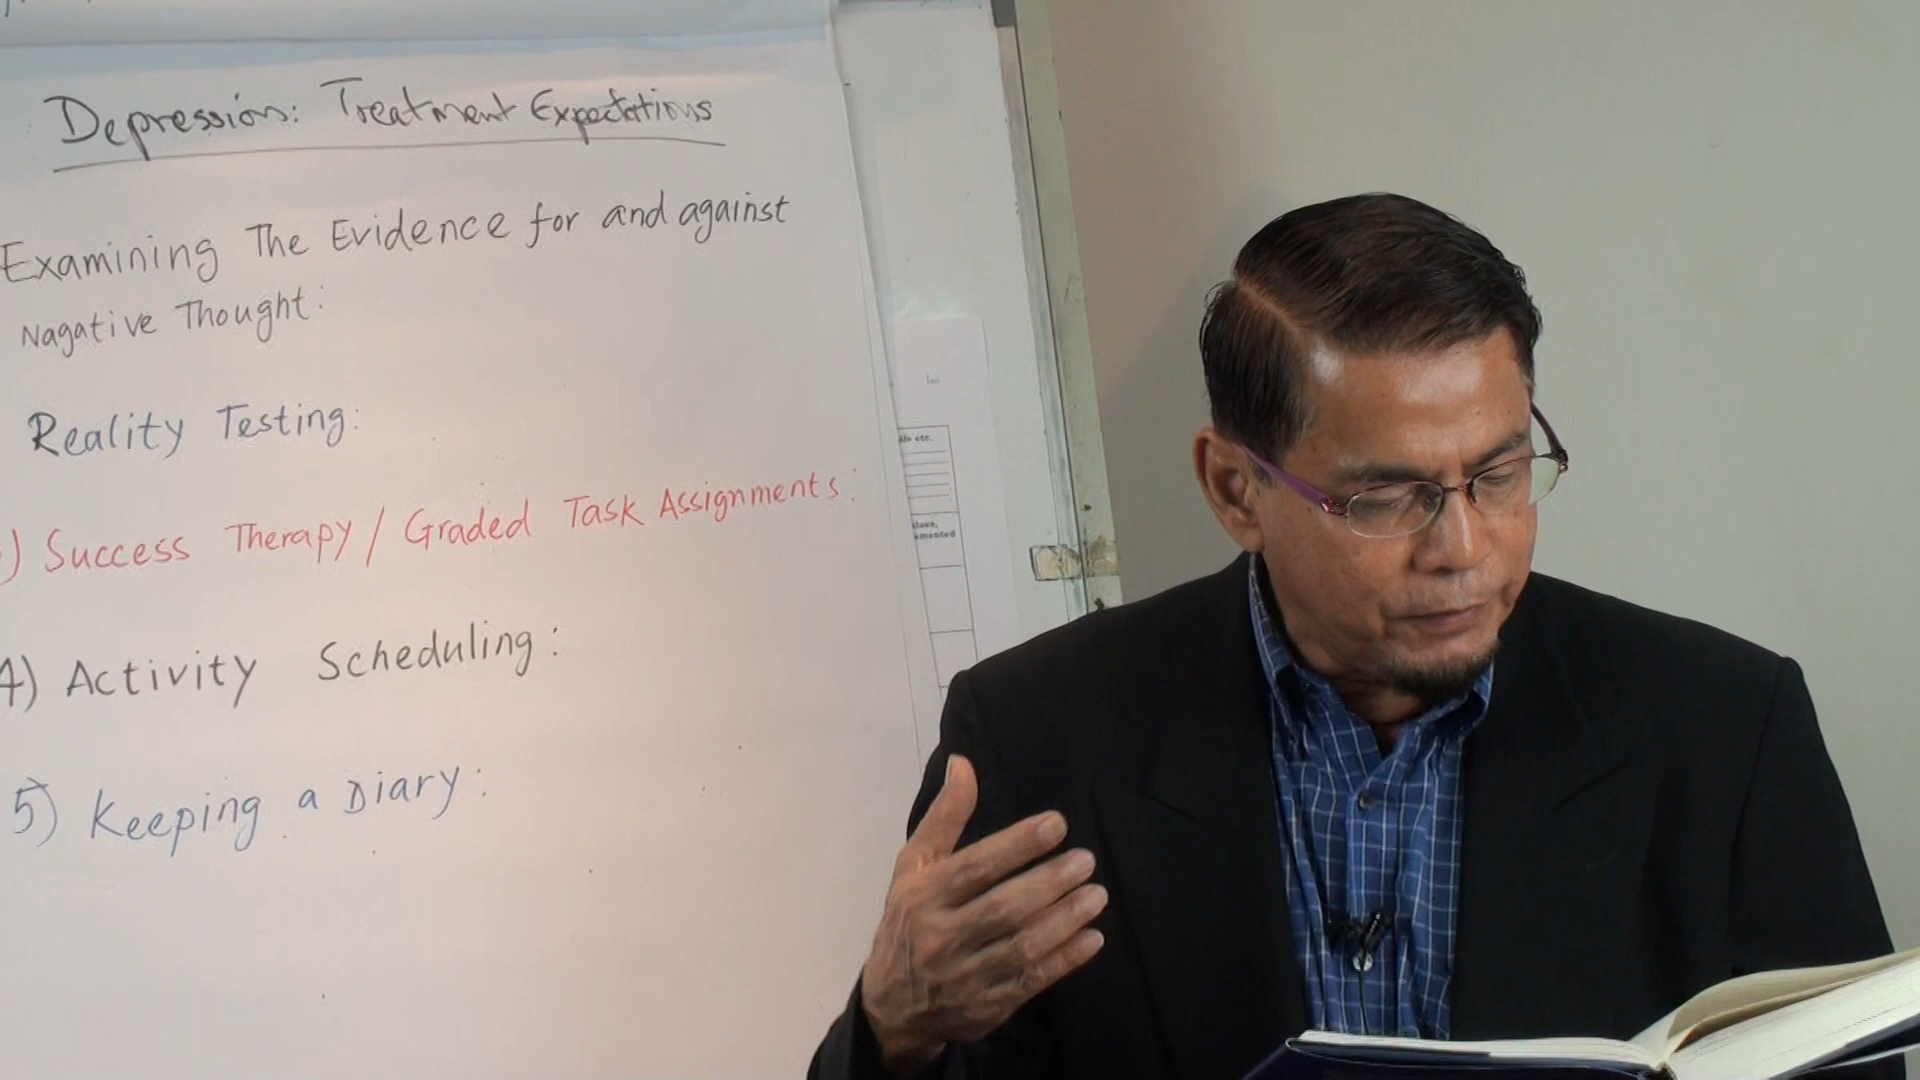 Depression: Treatment Expectations
Examining The Evidence for and against
Nagative Thought:
Reality Testing:
) Success Therapy / Graded Task Assignments:
4) Activity Scheduling:
5) Keeping a Diary:
etc.